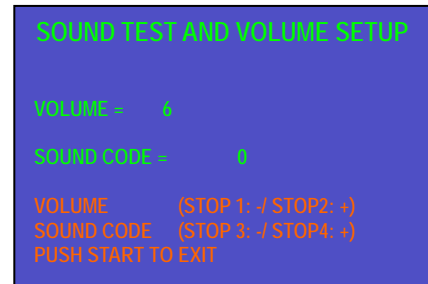 SOUND TEST AND VOLUME SETUP
VOLUME = 6
SOUND CODE = 0
VOLUME (STOP 1: -/ STOP2: +)
SOUND CODE (STOP 3: -/ STOP4: +)
PUSH START TO EXIT